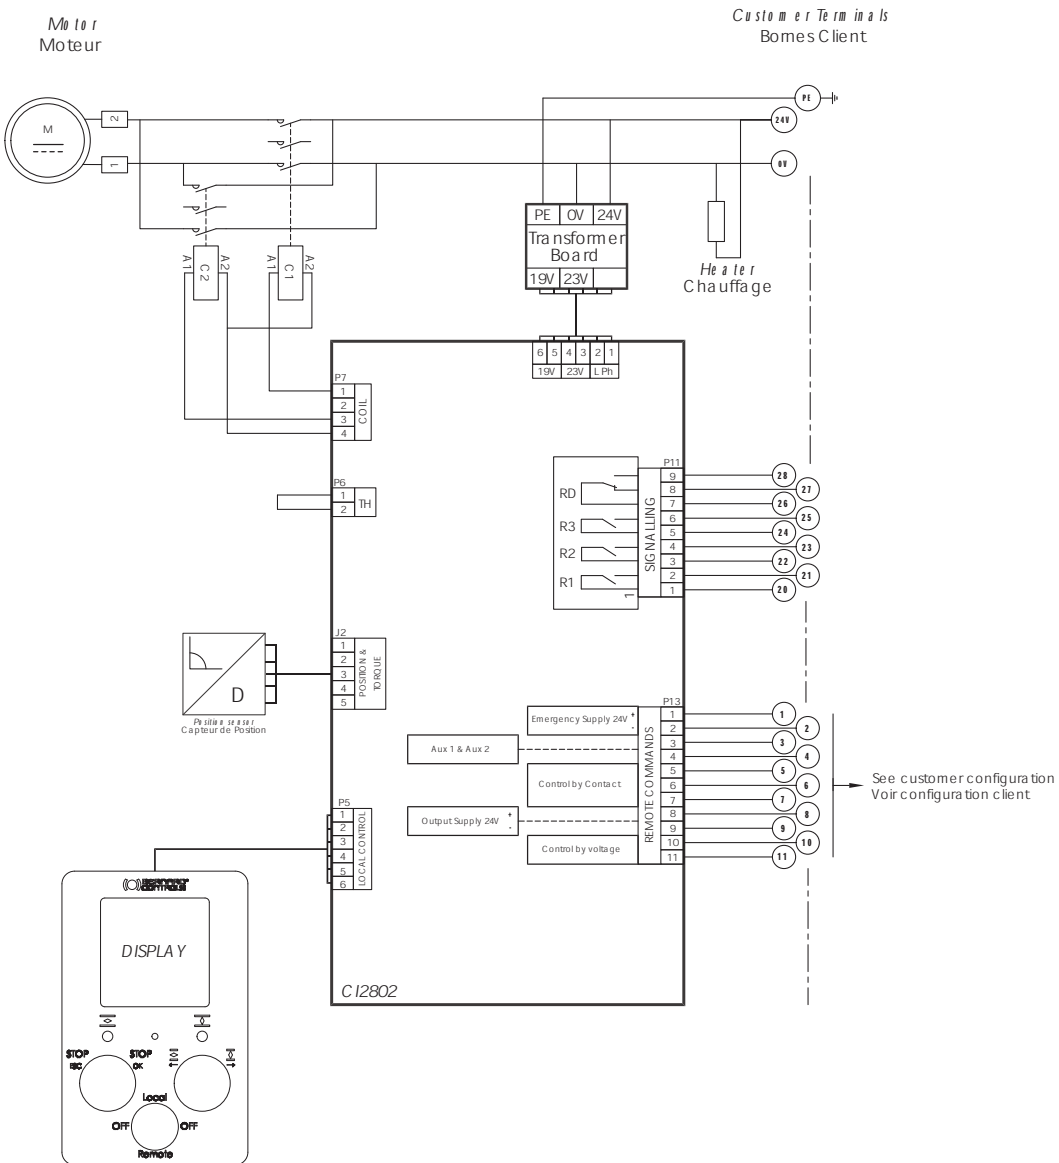 Motor
Moteur
Customer Terminals
Bornes Client
PE
24V
0V
M
2
1
PE 0V 24V
Transformer
Board
19V 23V
Heater
Chauffage
A1 C2 A2
A1 C1 A2
6 5 4 3 2 1
19V 23V L Ph
P7
1
2
3
4
COIL
P6
1
2
TH
J2
1
2
3
4
5
POSITION &
TORQUE
D
Position sensor
Capteur de Position
P5
1
2
3
4
5
6
LOCAL CONTROL
P11
9
8
7
6
5
4
3
2
1
SIGNALLING
RD
R3
R2
R1
1
28
27
26
25
24
23
22
21
20
P13
1
2
3
4
5
6
7
8
9
10
11
REMOTE COMMANDS
Emergency Supply 24V + -
Aux 1 & Aux 2
Control by Contact
Output Supply 24V + -
Control by voltage
1
2
3
4
5
6
7
8
9
10
11
See customer configuration
Voir configuration client
CI2802
BERNARD
CONTROLS
DISPLAY
STOP
ESC
STOP
OK
Local
OFF
OFF
Remote